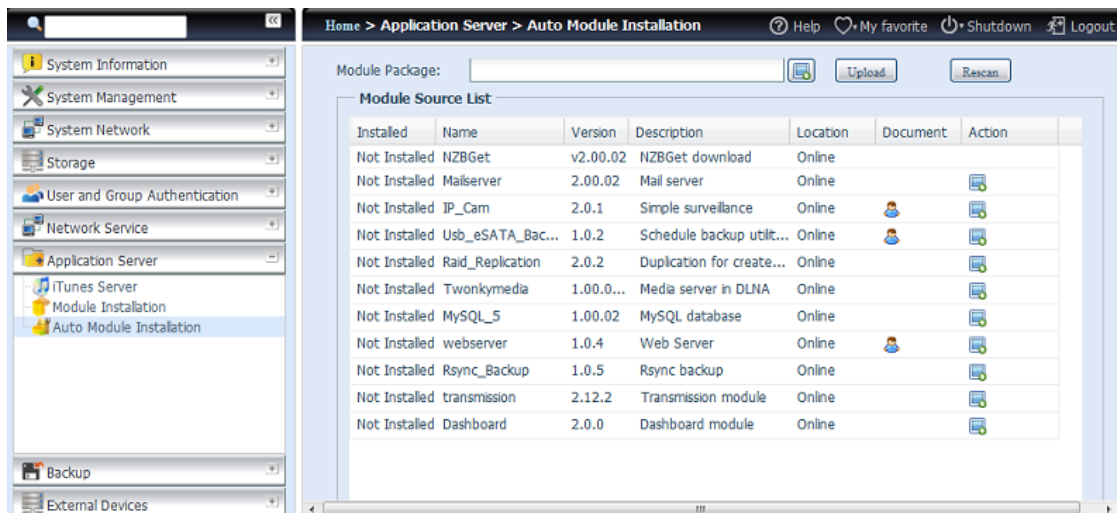 Home > Application Server > Auto Module Installation
Help
My favorite
Shutdown
Logout
System Information
System Management
System Network
Storage
User and Group Authentication
Network Service
Application Server
iTunes Server
Module Installation
Auto Module Installation
Backup
External Devices
Module Package:
Upload
Rescan
Module Source List
Installed Name Version Description Location Document Action
Not Installed NZBGet v2.00.02 NZBGet download Online
Not Installed Mailserver 2.00.02 Mail server Online
Not Installed IP_Cam 2.0.1 Simple surveillance Online
Not Installed Usb_eSATA_Bac... 1.0.2 Schedule backup utilit... Online
Not Installed Raid_Replication 2.0.2 Duplication for create... Online
Not Installed Twonkymedia 1.00.0... Media server in DLNA Online
Not Installed MySQL_5 1.00.02 MySQL database Online
Not Installed webserver 1.0.4 Web Server Online
Not Installed Rsync_Backup 1.0.5 Rsync backup Online
Not Installed transmission 2.12.2 Transmission module Online
Not Installed Dashboard 2.0.0 Dashboard module Online